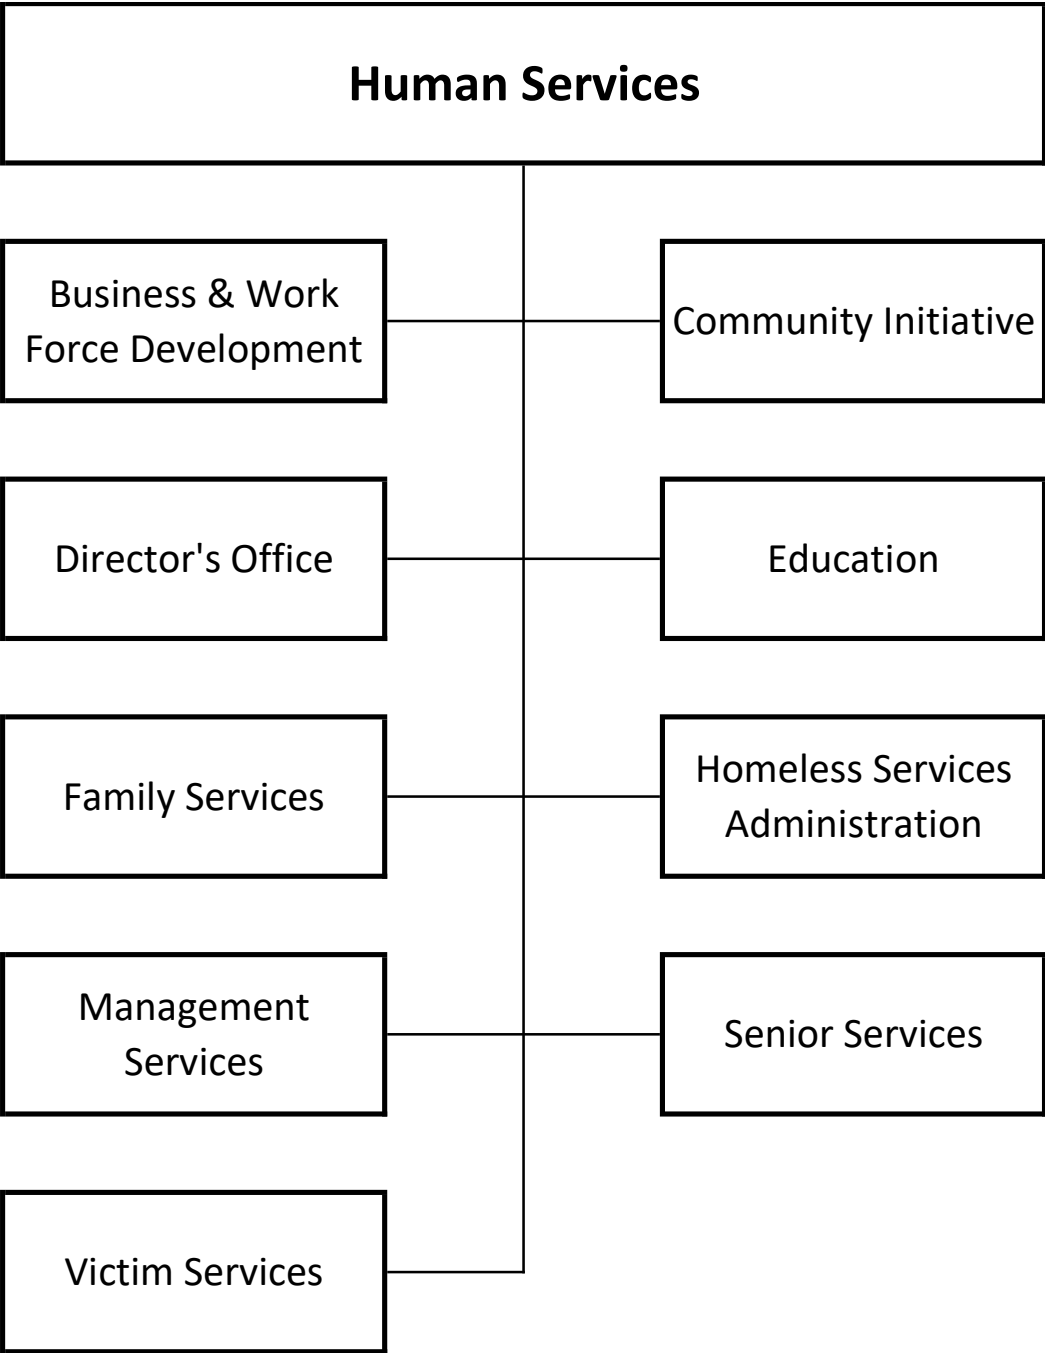 Human Services
Business & Work
Force Development
Community Initiative
Director's Office
Education
Family Services
Homeless Services
Administration
Management
Services
Senior Services
Victim Services